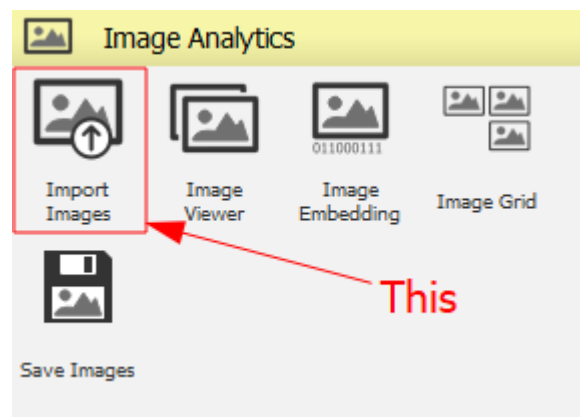 Image Analytics
Import
Images
Image
Viewer
011000111
Image
Embedding
Image Grid
This
Save Images